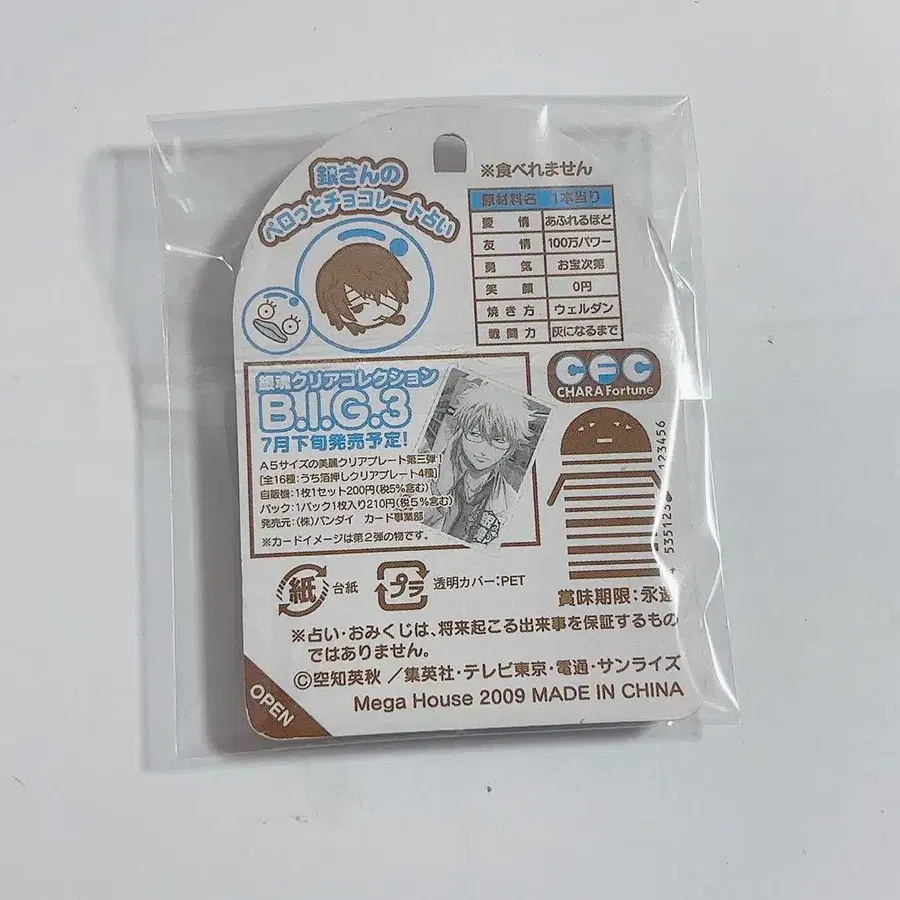 銀さんの
ペロっとチョコレート占い
※食べれません
原材料名 1本当り
愛情 あふれるほど
友情 100万パワー
勇気 お宝次第
笑顔 0円
焼き方 ウェルダン
戦闘力 灰になるまで
CFC
CHARA Fortune
銀魂クリアコレクション
B.I.G.3
7月下旬発売予定!
A5サイズの美麗クリアプレート第三弾!
[全16種:うち箔押しクリアプレート4種]
自販機:1枚1セット200円(税5%含む)
パック:1パック1枚入り210円(税5%含む)
発売元:(株)バンダイ カード事業部
※カードイメージは第2弾の物です。
紙 台紙
プラ 透明カバー:PET
賞味期限:永遠
※占い・おみくじは、将来起こる出来事を保証するもの
ではありません。
©空知英秋/集英社・テレビ東京・電通・サンライズ
Mega House 2009 MADE IN CHINA
OPEN